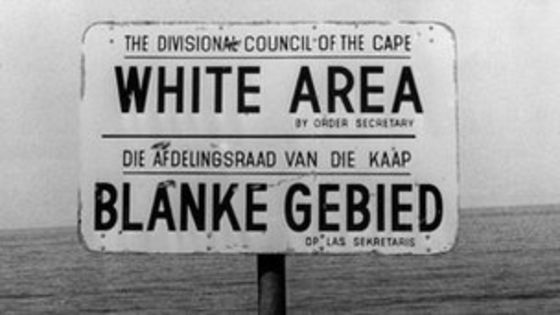 THE DIVISIONAL COUNCIL OF THE CAPE
WHITE AREA
BY ORDER SECRETARY
DIE AFDELINGSRAAD VAN DIE KAAP
BLANKE GEBIED
OP LAS SEKRETARIS